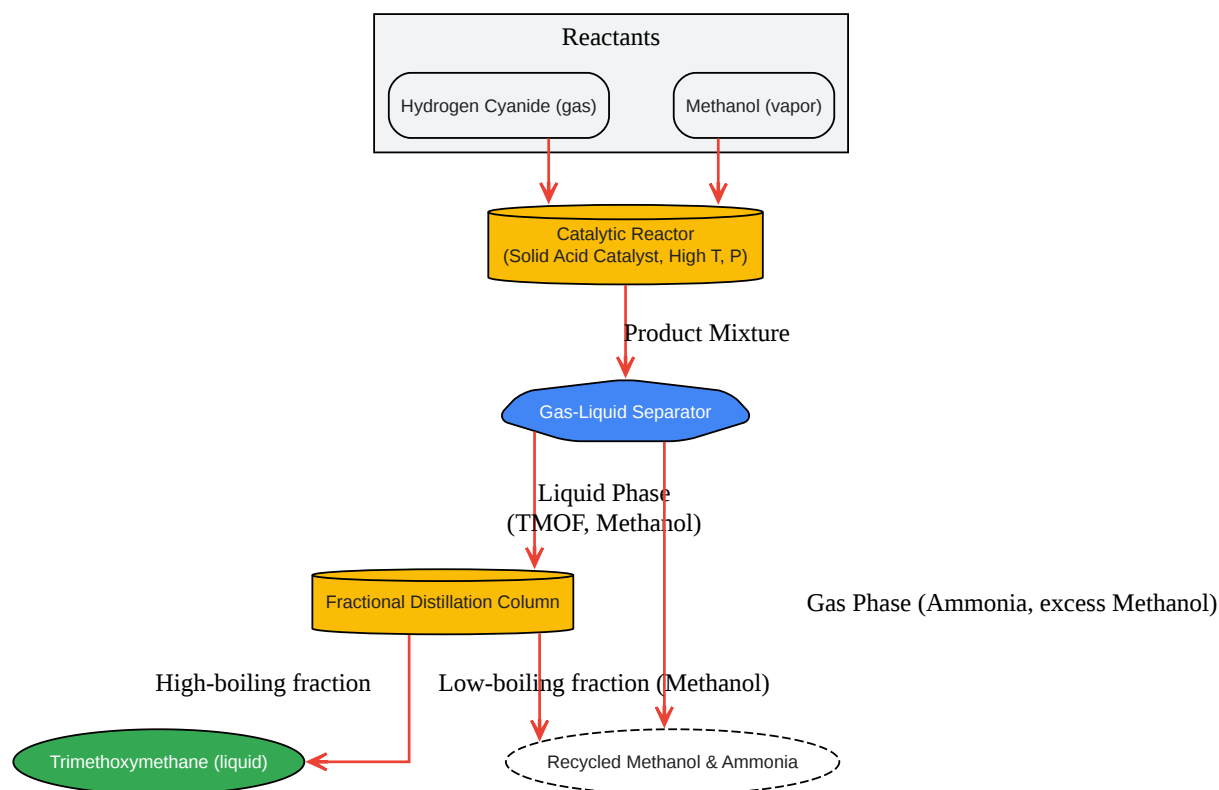 Reactants
Hydrogen Cyanide (gas)
Methanol (vapor)
Catalytic Reactor
(Solid Acid Catalyst, High T, P)
Product Mixture
Gas-Liquid Separator
Liquid Phase
(TMOF, Methanol)
Fractional Distillation Column
Gas Phase (Ammonia, excess Methanol)
High-boiling fraction
Low-boiling fraction (Methanol)
Trimethoxymethane (liquid)
Recycled Methanol & Ammonia